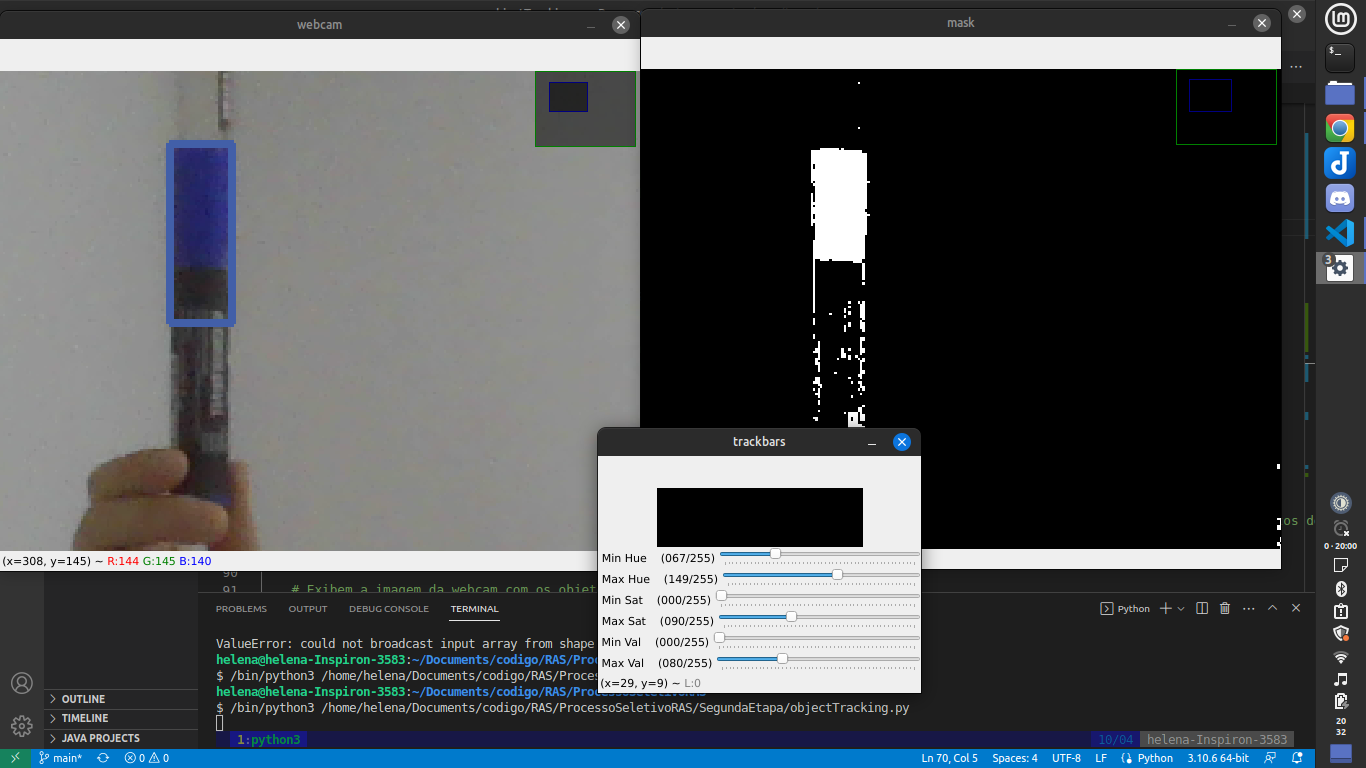 webcam
mask
(x=308, y=145) ~ R:144 G:145 B:140
trackbars
Min Hue (067/255)
Max Hue (149/255)
Min Sat (000/255)
Max Sat (090/255)
Min Val (000/255)
Max Val (080/255)
(x=29, y=9) ~ L:0
90
91 # Exibem a imagem da webcam com os objet
os de
PROBLEMS OUTPUT DEBUG CONSOLE TERMINAL
Python
ValueError: could not broadcast input array from shape
helena@helena-Inspiron-3583:~/Documents/codigo/RAS/Proce
$ /bin/python3 /home/helena/Documents/codigo/RAS/Proces
helena@helena-Inspiron-3583:~/Documents/codigo/RAS/
$ /bin/python3 /home/helena/Documents/codigo/RAS/ProcessoSeletivoRAS/SegundaEtapa/objectTracking.py
1:python3
10/04 helena-Inspiron-3583
OUTLINE
TIMELINE
JAVA PROJECTS
main*
0 0
Ln 70, Col 5 Spaces: 4 UTF-8 LF Python 3.10.6 64-bit
3
0 · 20:00
20
32